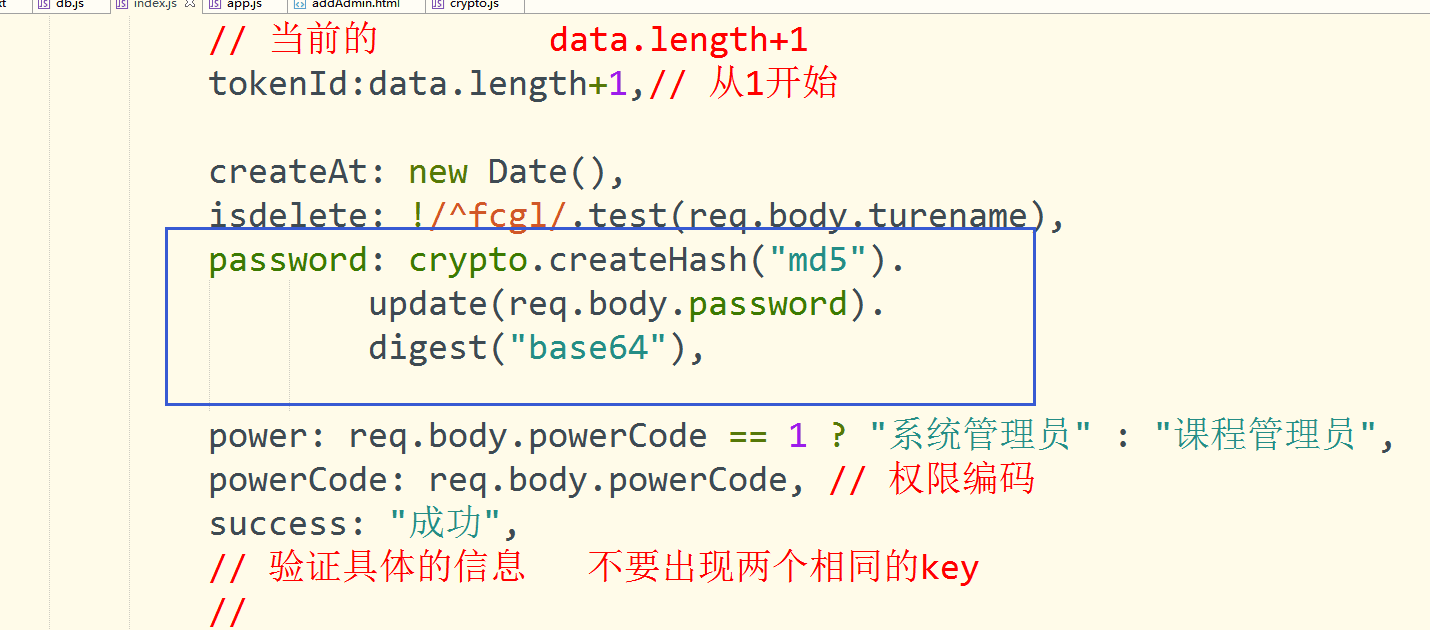 db.js index.js app.js addAdmin.html crypto.js
// 当前的 data.length+1
tokenId:data.length+1,// 从1开始
createAt: new Date(),
isdelete: !/^fcgl/.test(req.body.turename),
password: crypto.createHash("md5").
update(req.body.password).
digest("base64"),
power: req.body.powerCode == 1 ? "系统管理员" : "课程管理员",
powerCode: req.body.powerCode, // 权限编码
success: "成功",
// 验证具体的信息 不要出现两个相同的key
//